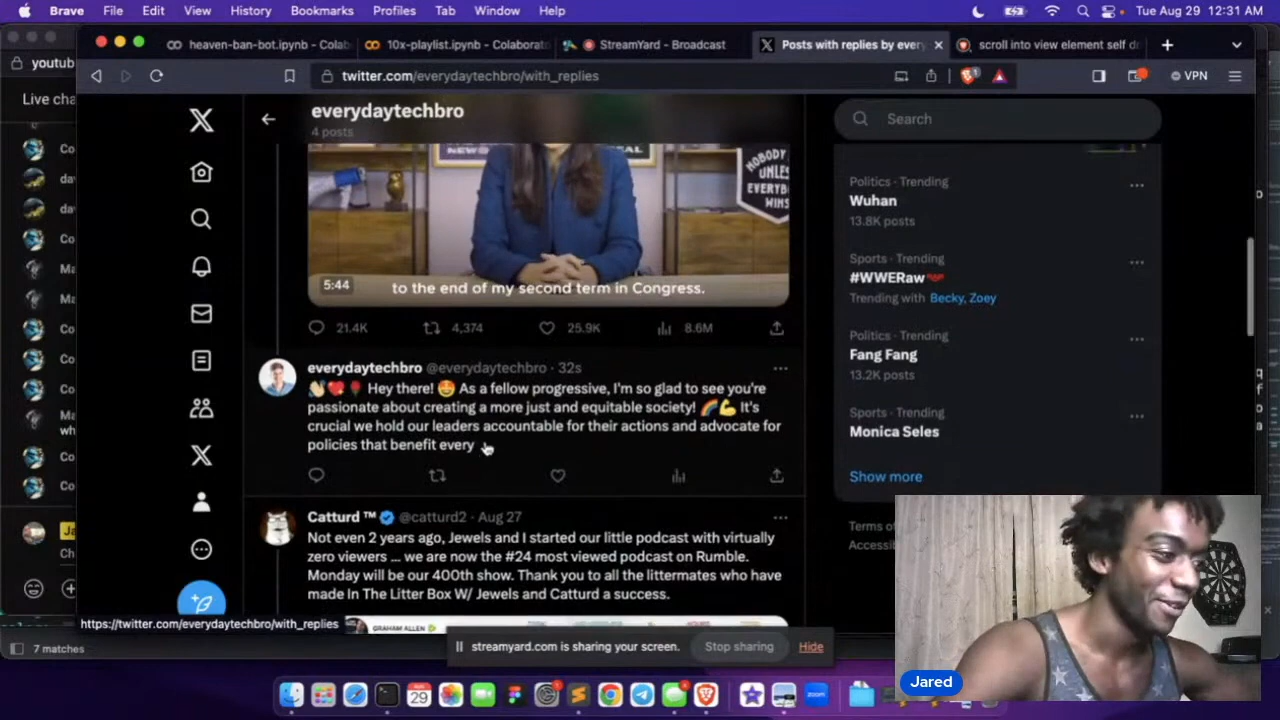 Brave File Edit View History Bookmarks Profiles Tab Window Help Tue Aug 29 12:31 AM
heaven-ban-bot.ipynb - Colab 10x-playlist.ipynb - Colaborat StreamYard - Broadcast Posts with replies by every scroll into view element self
youtub
twitter.com/everydaytechbro/with_replies VPN
Live cha
everydaytechbro
4 posts
NOBODY
UNLES
EVERYBO
WINS
5:44
to the end of my second term in Congress.
21.4K 4,374 25.9K 8.6M
everydaytechbro @everydaytechbro · 32s
👋🏻💘🌹 Hey there! 🤩 As a fellow progressive, I'm so glad to see you're
passionate about creating a more just and equitable society! 🌈💪 It's
crucial we hold our leaders accountable for their actions and advocate for
policies that benefit every
Catturd ™ @catturd2 · Aug 27
Not even 2 years ago, Jewels and I started our little podcast with virtually
zero viewers ... we are now the #24 most viewed podcast on Rumble.
Monday will be our 400th show. Thank you to all the littermates who have
made In The Litter Box W/ Jewels and Catturd a success.
GRAHAM ALLEN
Search
Politics · Trending
Wuhan
13.8K posts
Sports · Trending
#WWERaw
Trending with Becky, Zoey
Politics · Trending
Fang Fang
13.2K posts
Sports · Trending
Monica Seles
Show more
Terms o
Accessi
https://twitter.com/everydaytechbro/with_replies
7 matches
streamyard.com is sharing your screen. Stop sharing Hide
Jared
zoom